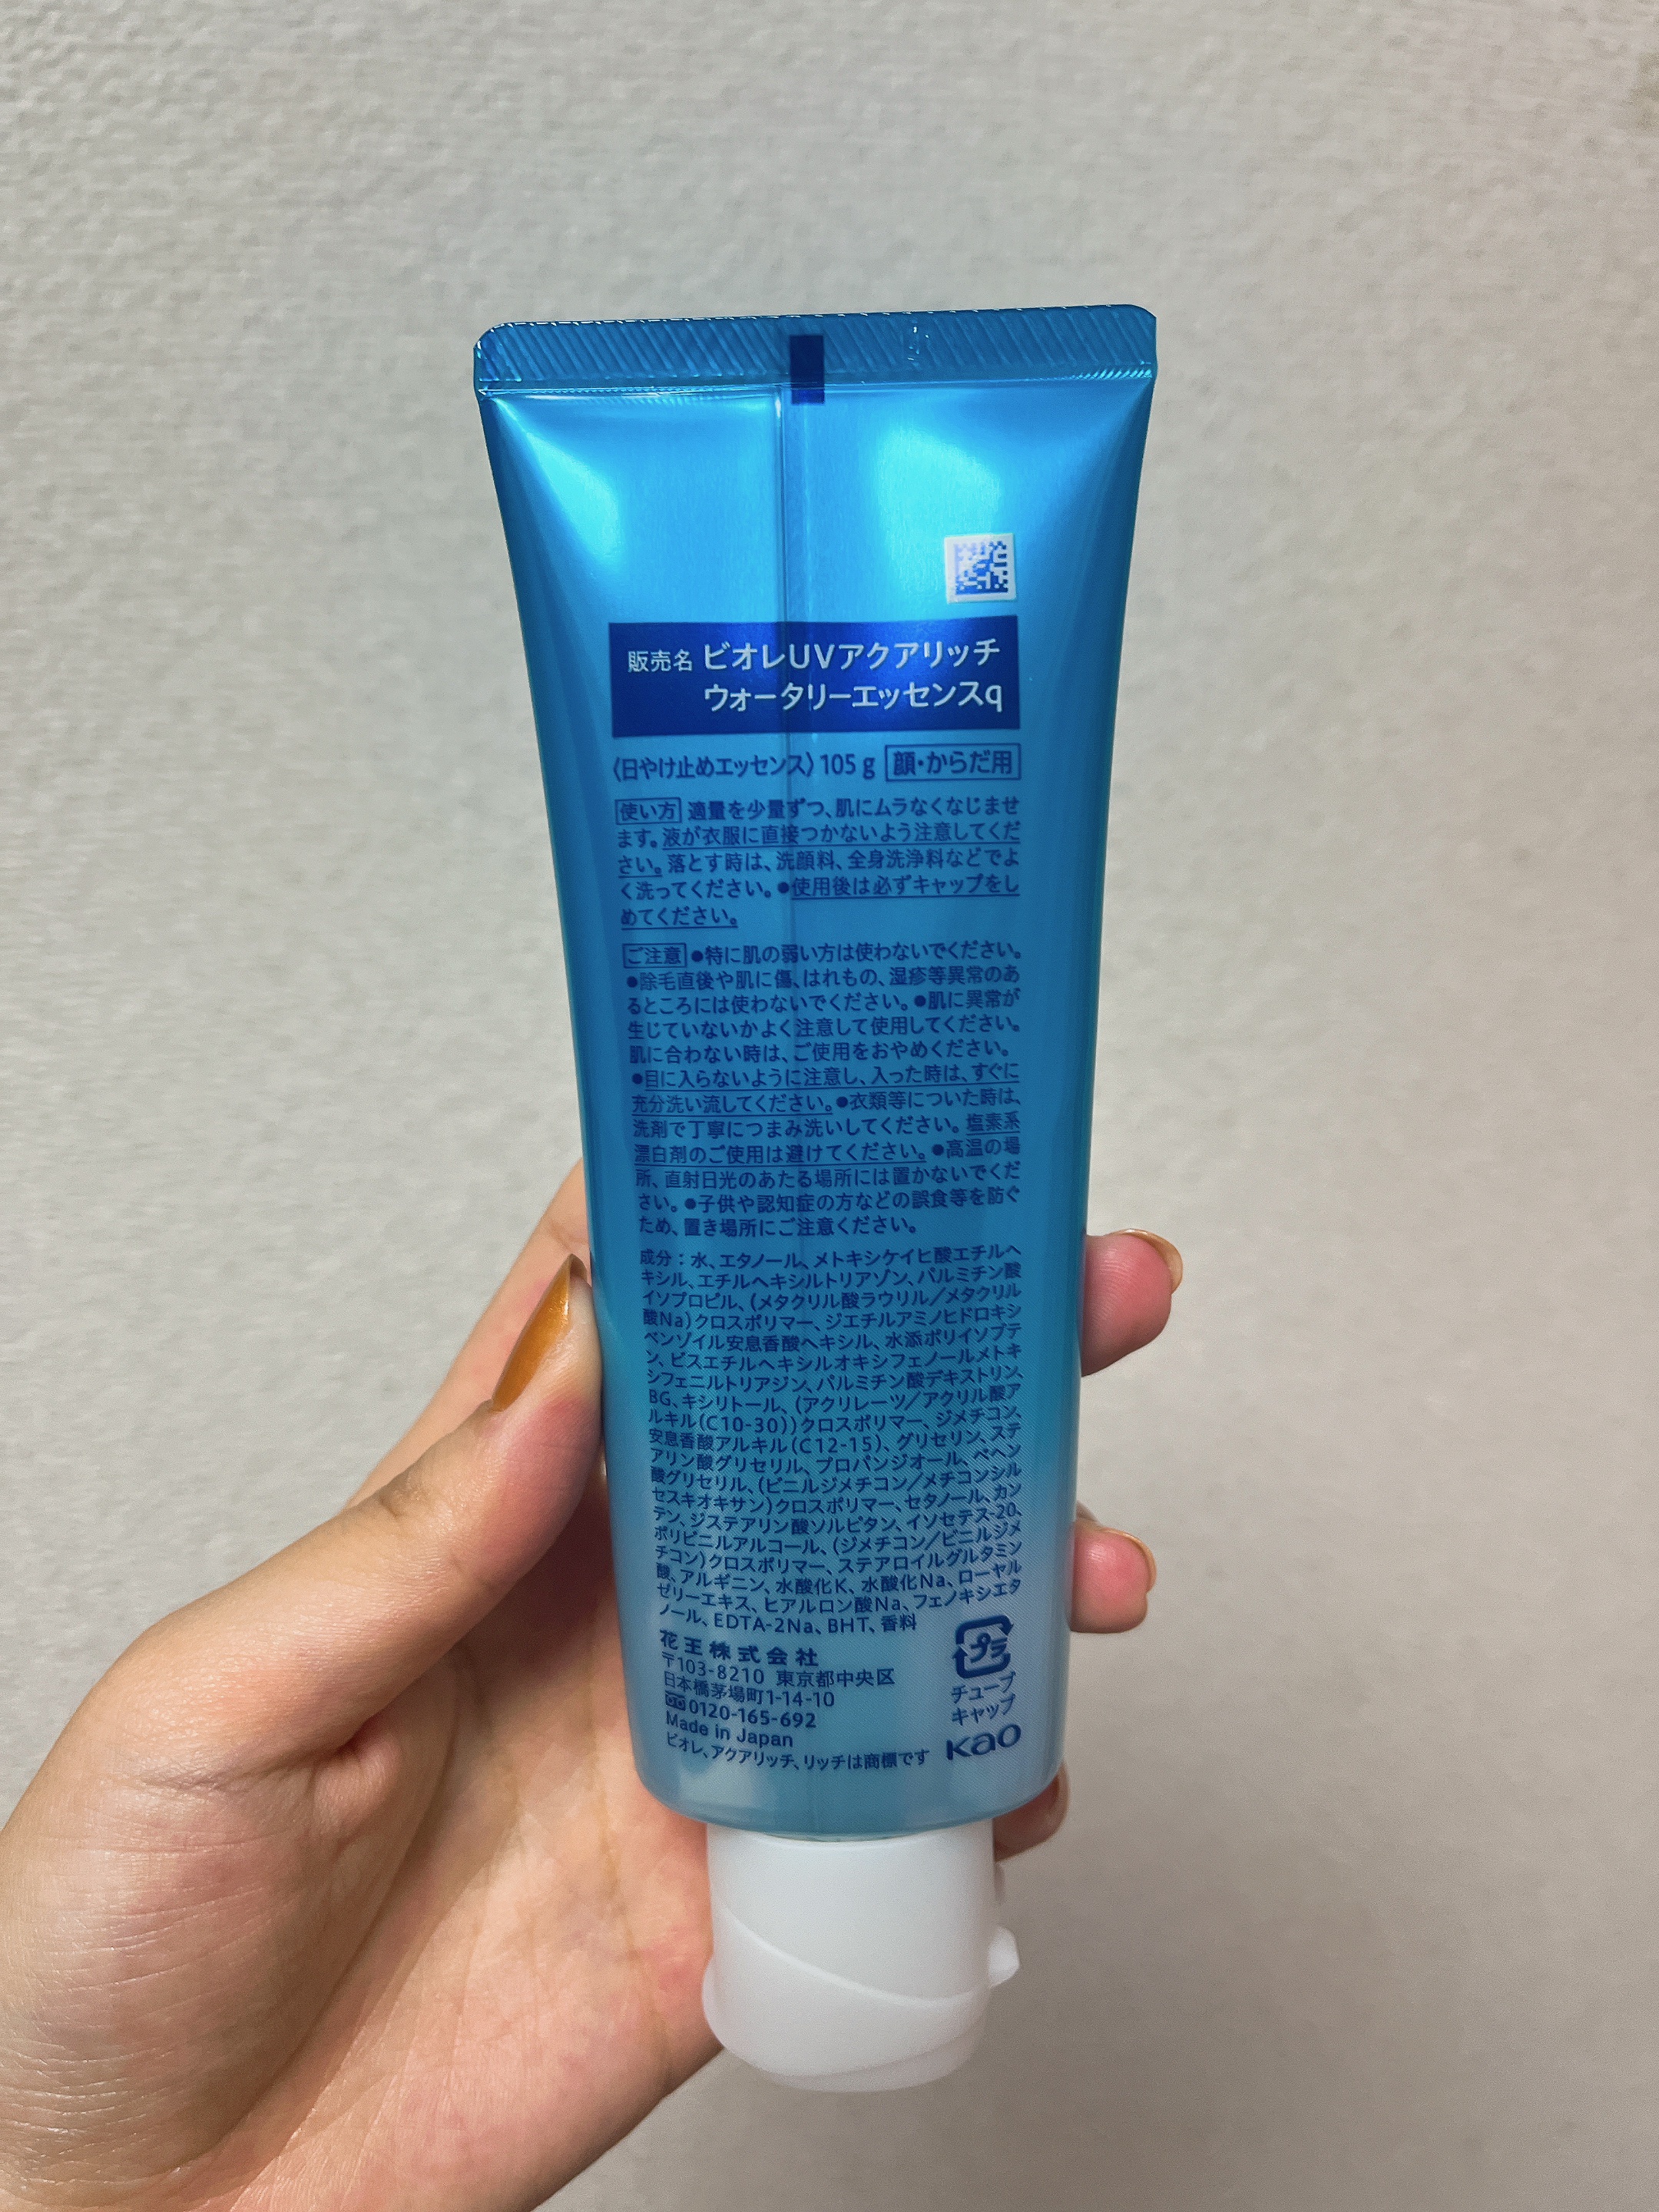 販売名 ビオレUVアクアリッチ
ウォータリーエッセンスq
〈日やけ止めエッセンス〉105g 顔・からだ用
使い方 適量を少量ずつ、肌にムラなくなじませ
ます。液が衣服に直接つかないよう注意してくだ
さい。落とす時は、洗顔料、全身洗浄料などでよ
く洗ってください。●使用後は必ずキャップをし
めてください。
ご注意 ●特に肌の弱い方は使わないでください。
●除毛直後や肌に傷、はれもの、湿疹等異常のあ
るところには使わないでください。●肌に異常が
生じていないかよく注意して使用してください。
肌に合わない時は、ご使用をおやめください。
●目に入らないように注意し、入った時は、すぐに
充分洗い流してください。●衣類等についた時は、
洗剤で丁寧につまみ洗いしてください。塩素系
漂白剤のご使用は避けてください。●高温の場
所、直射日光のあたる場所には置かないでくだ
さい。●子供や認知症の方などの誤食等を防ぐ
ため、置き場所にご注意ください。
成分：水、エタノール、メトキシケイヒ酸エチルヘ
キシル、エチルヘキシルトリアゾン、パルミチン酸
イソプロピル、(メタクリル酸ラウリル/メタクリル
酸Na)クロスポリマー、ジエチルアミノヒドロキシ
ベンゾイル安息香酸ヘキシル、水添ポリイソブテ
ン、ビスエチルヘキシルオキシフェノールメトキ
シフェニルトリアジン、パルミチン酸デキストリン、
BG、キシリトール、(アクリレーツ/アクリル酸ア
ルキル(C10-30))クロスポリマー、ジメチコン、
安息香酸アルキル(C12-15)、グリセリン、ステ
アリン酸グリセリル、プロパンジオール、ベヘン
酸グリセリル、(ビニルジメチコン/メチコンシル
セスキオキサン)クロスポリマー、セタノール、カン
テン、ジステアリン酸ソルビタン、イソセテス-20、
ポリビニルアルコール、(ジメチコン/ビニルジメ
チコン)クロスポリマー、ステアロイルグルタミン
酸、アルギニン、水酸化K、水酸化Na、ローヤル
ゼリーエキス、ヒアルロン酸Na、フェノキシエタ
ノール、EDTA-2Na、BHT、香料
花王株式会社
〒103-8210 東京都中央区
日本橋茅場町1-14-10
0120-165-692
Made in Japan
ビオレ、アクアリッチ、リッチは商標です
プラ
チューブ
キャップ
Kao